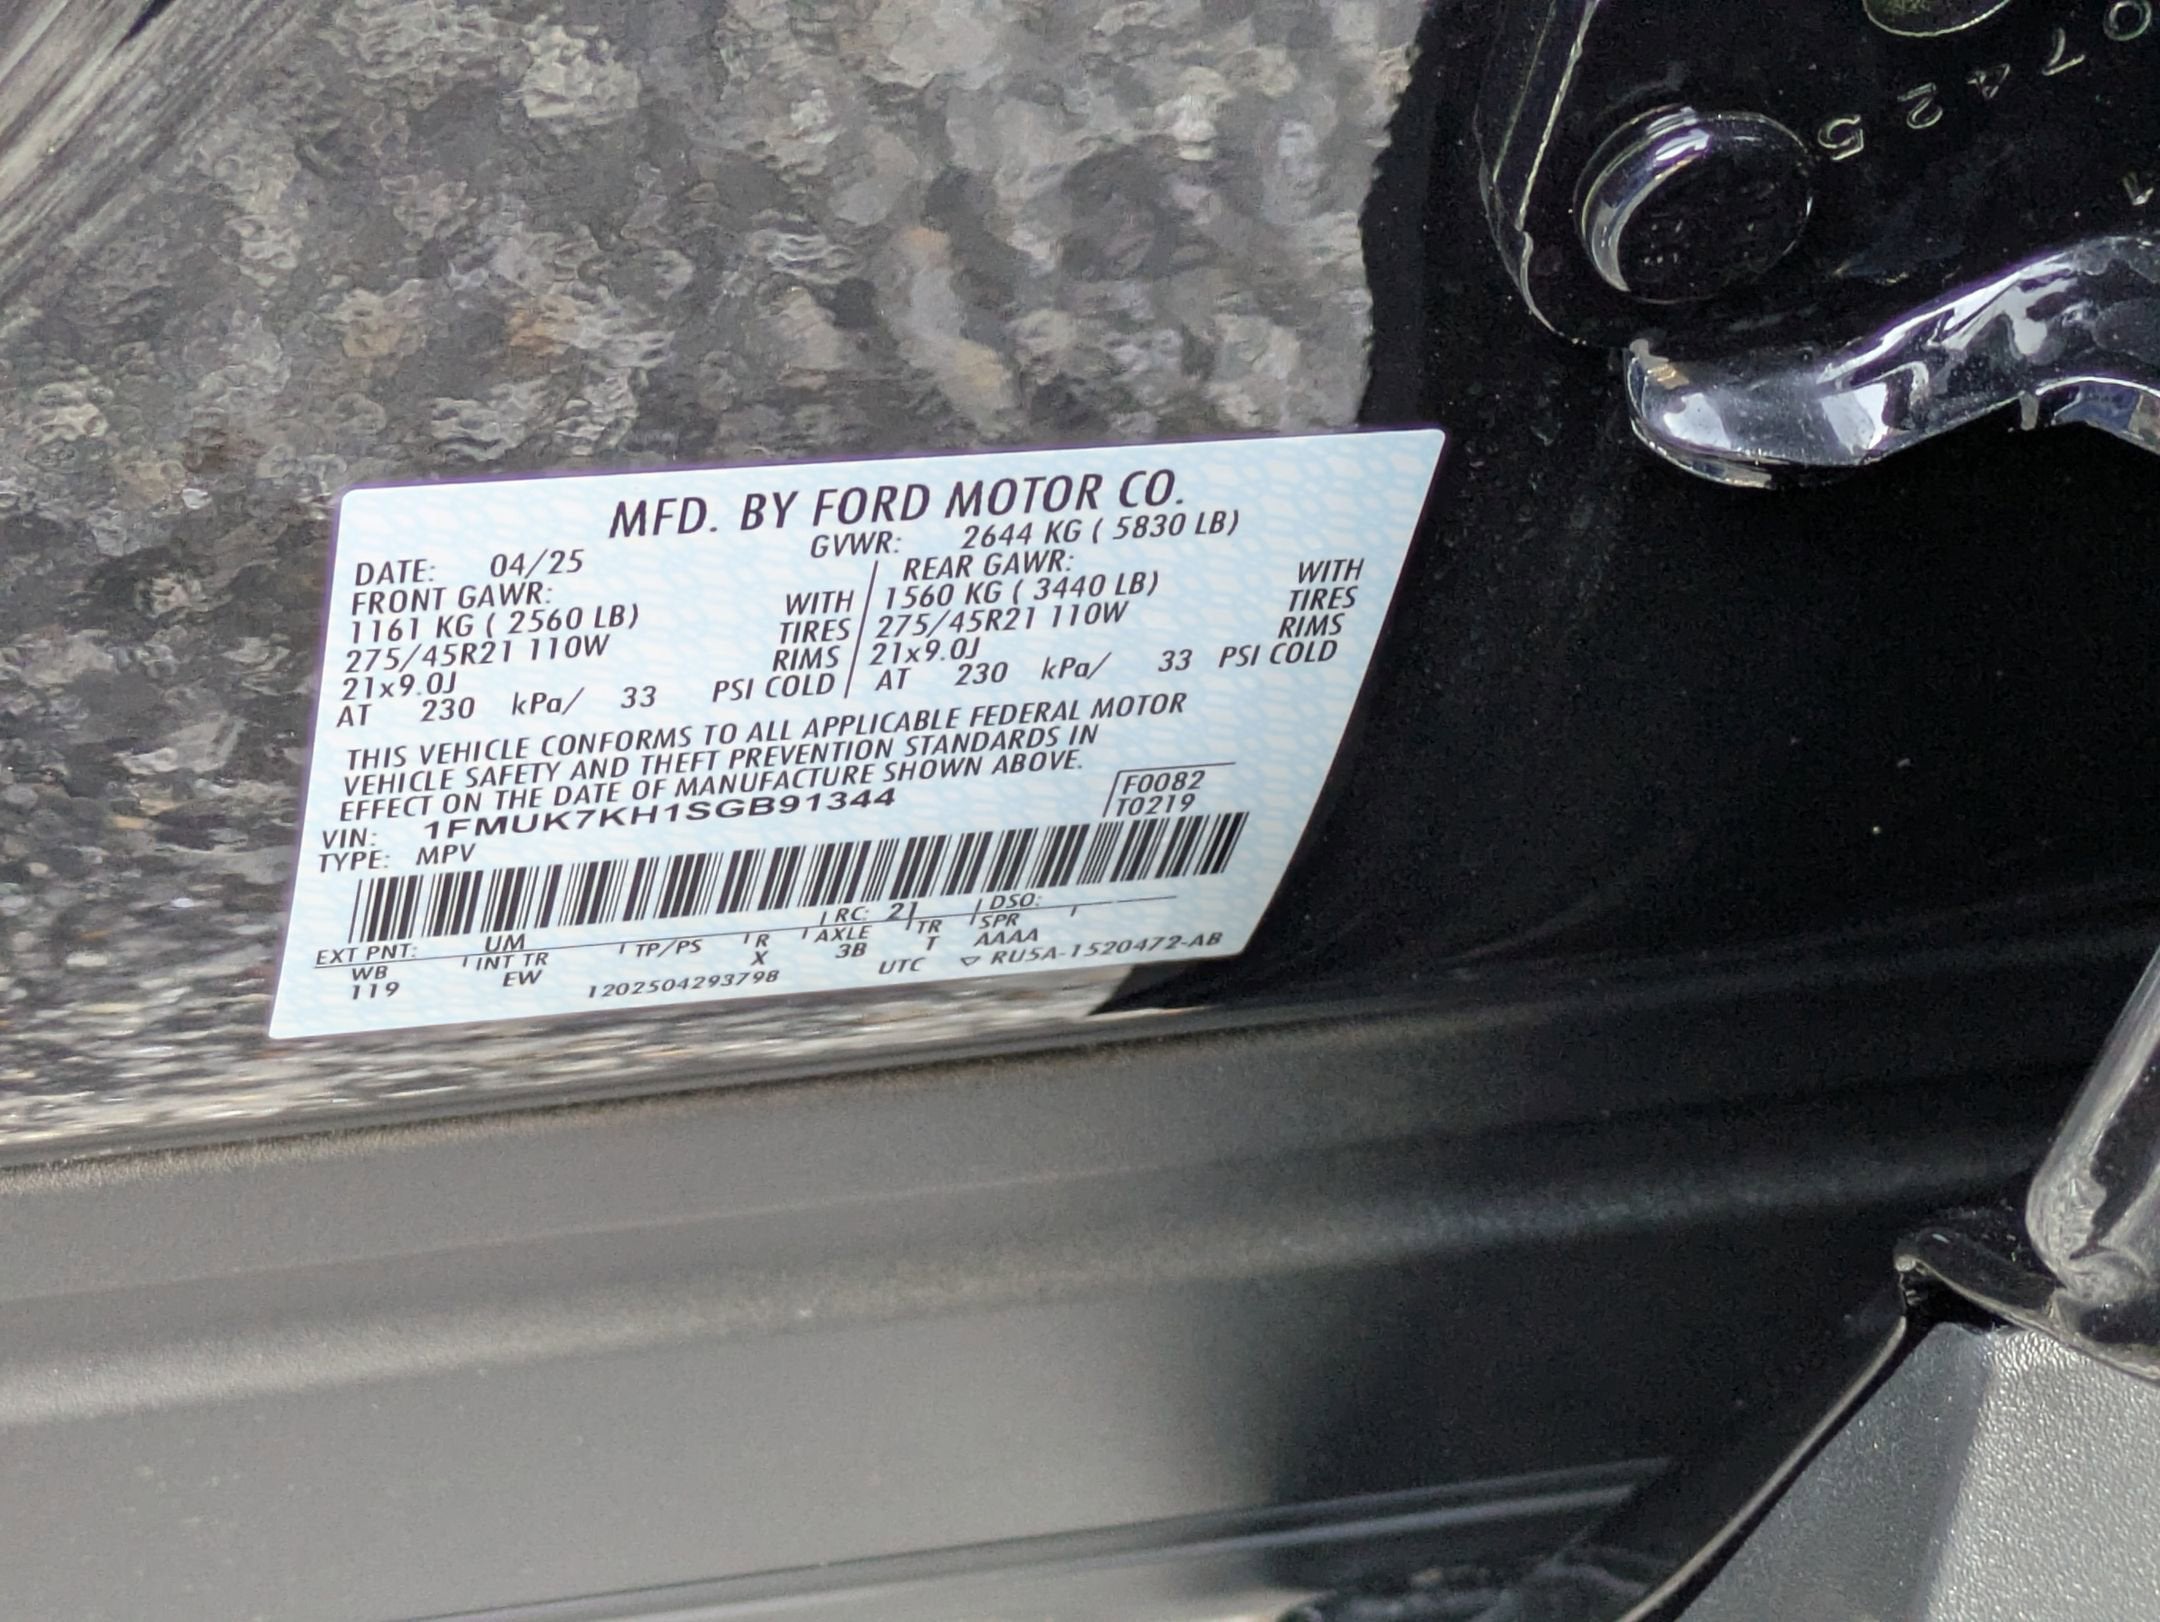 MFD. BY FORD MOTOR CO.
DATE: 04/25 GVWR: 2644 KG ( 5830 LB)
FRONT GAWR: REAR GAWR:
1161 KG ( 2560 LB) WITH 1560 KG ( 3440 LB) WITH
275/45R21 110W TIRES 275/45R21 110W TIRES
21x9.0J RIMS 21x9.0J RIMS
AT 230 kPa/ 33 PSI COLD AT 230 kPa/ 33 PSI COLD
THIS VEHICLE CONFORMS TO ALL APPLICABLE FEDERAL MOTOR
VEHICLE SAFETY AND THEFT PREVENTION STANDARDS IN
EFFECT ON THE DATE OF MANUFACTURE SHOWN ABOVE.
VIN: 1FMUK7KH1SGB91344
F0082
TYPE: MPV
T0219
EXT PNT: UM RC: 21 DSO:
WB INT TR TP/PS R AXLE TR SPR
119 EW X 3B T AAAA
1202504293798 UTC ▽ RU5A-1520472-AB